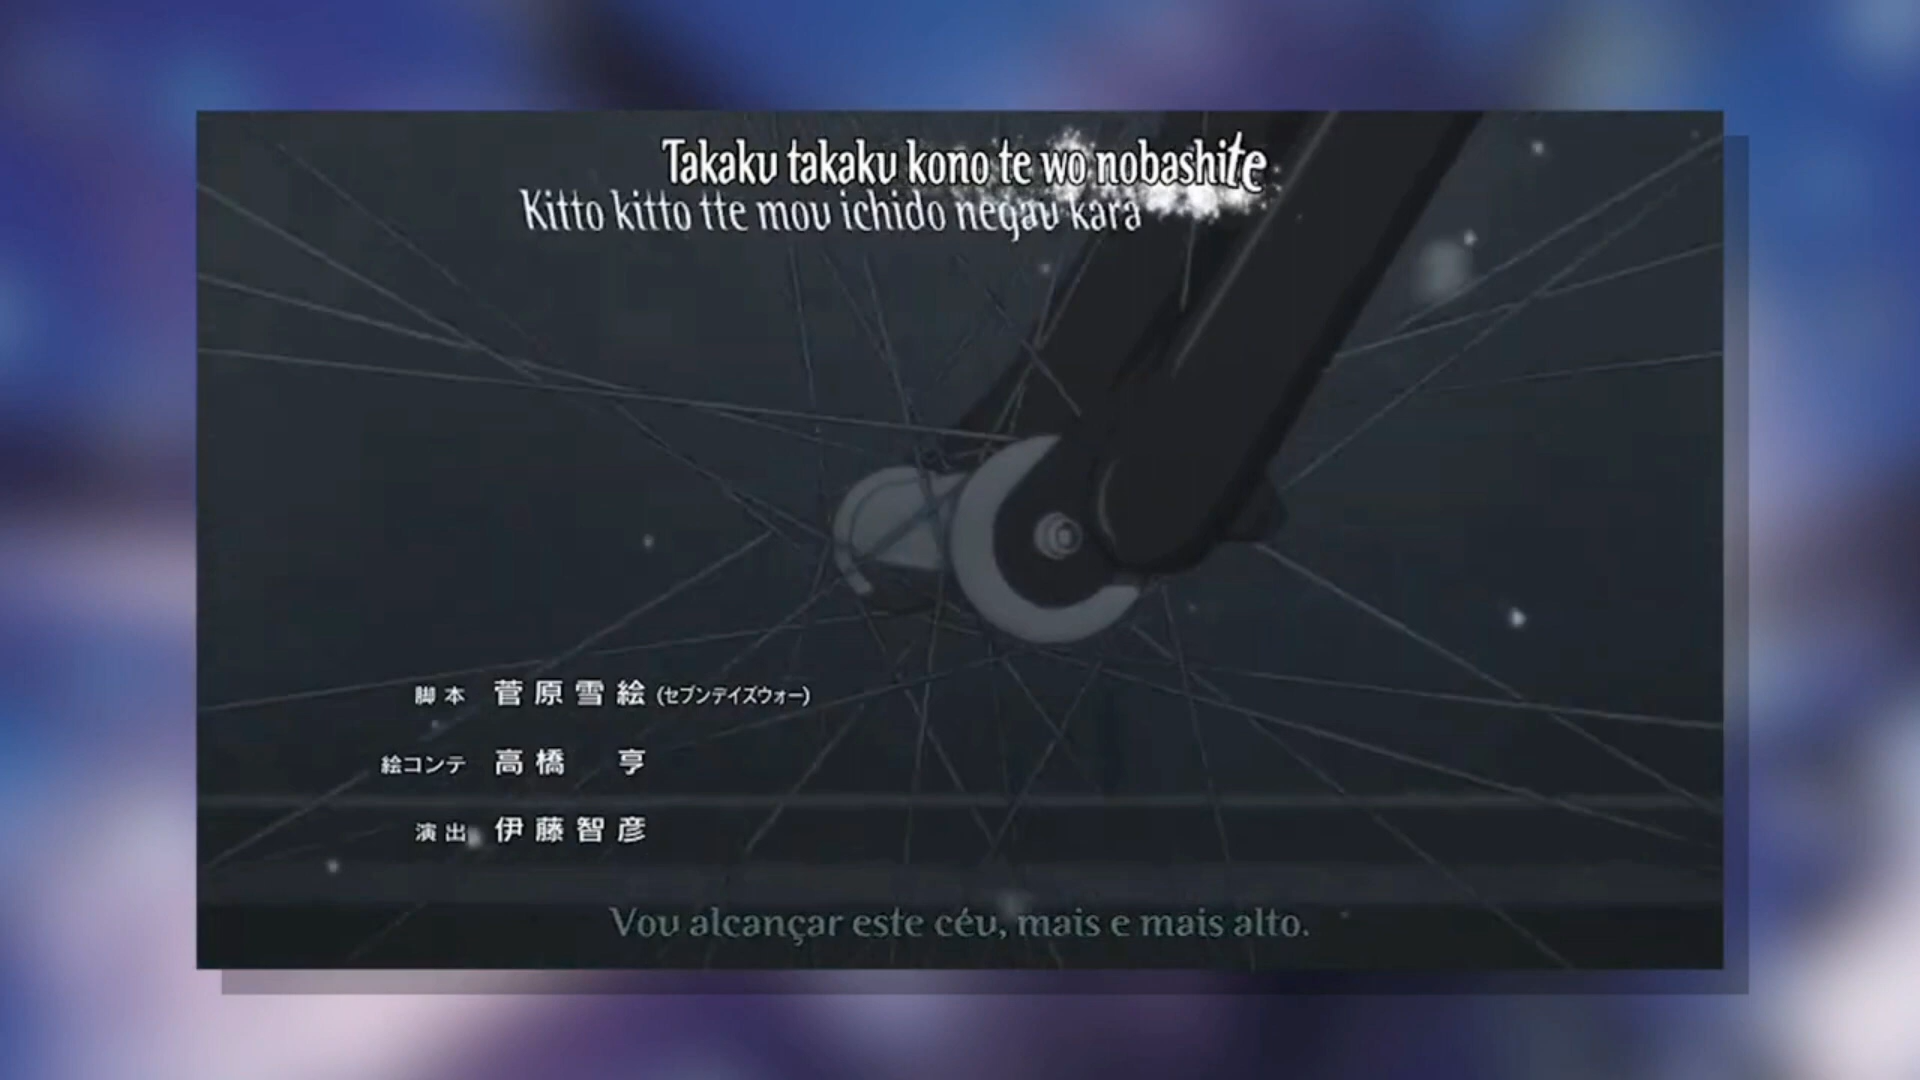 Takaku takaku kono te wo nobashite
Kitto kitto tte mou ichido negau kara
脚本 菅原雪絵 (セブンデイズウォー)
絵コンテ 高橋 亨
演出 伊藤智彦
Vou alcançar este céu, mais e mais alto.